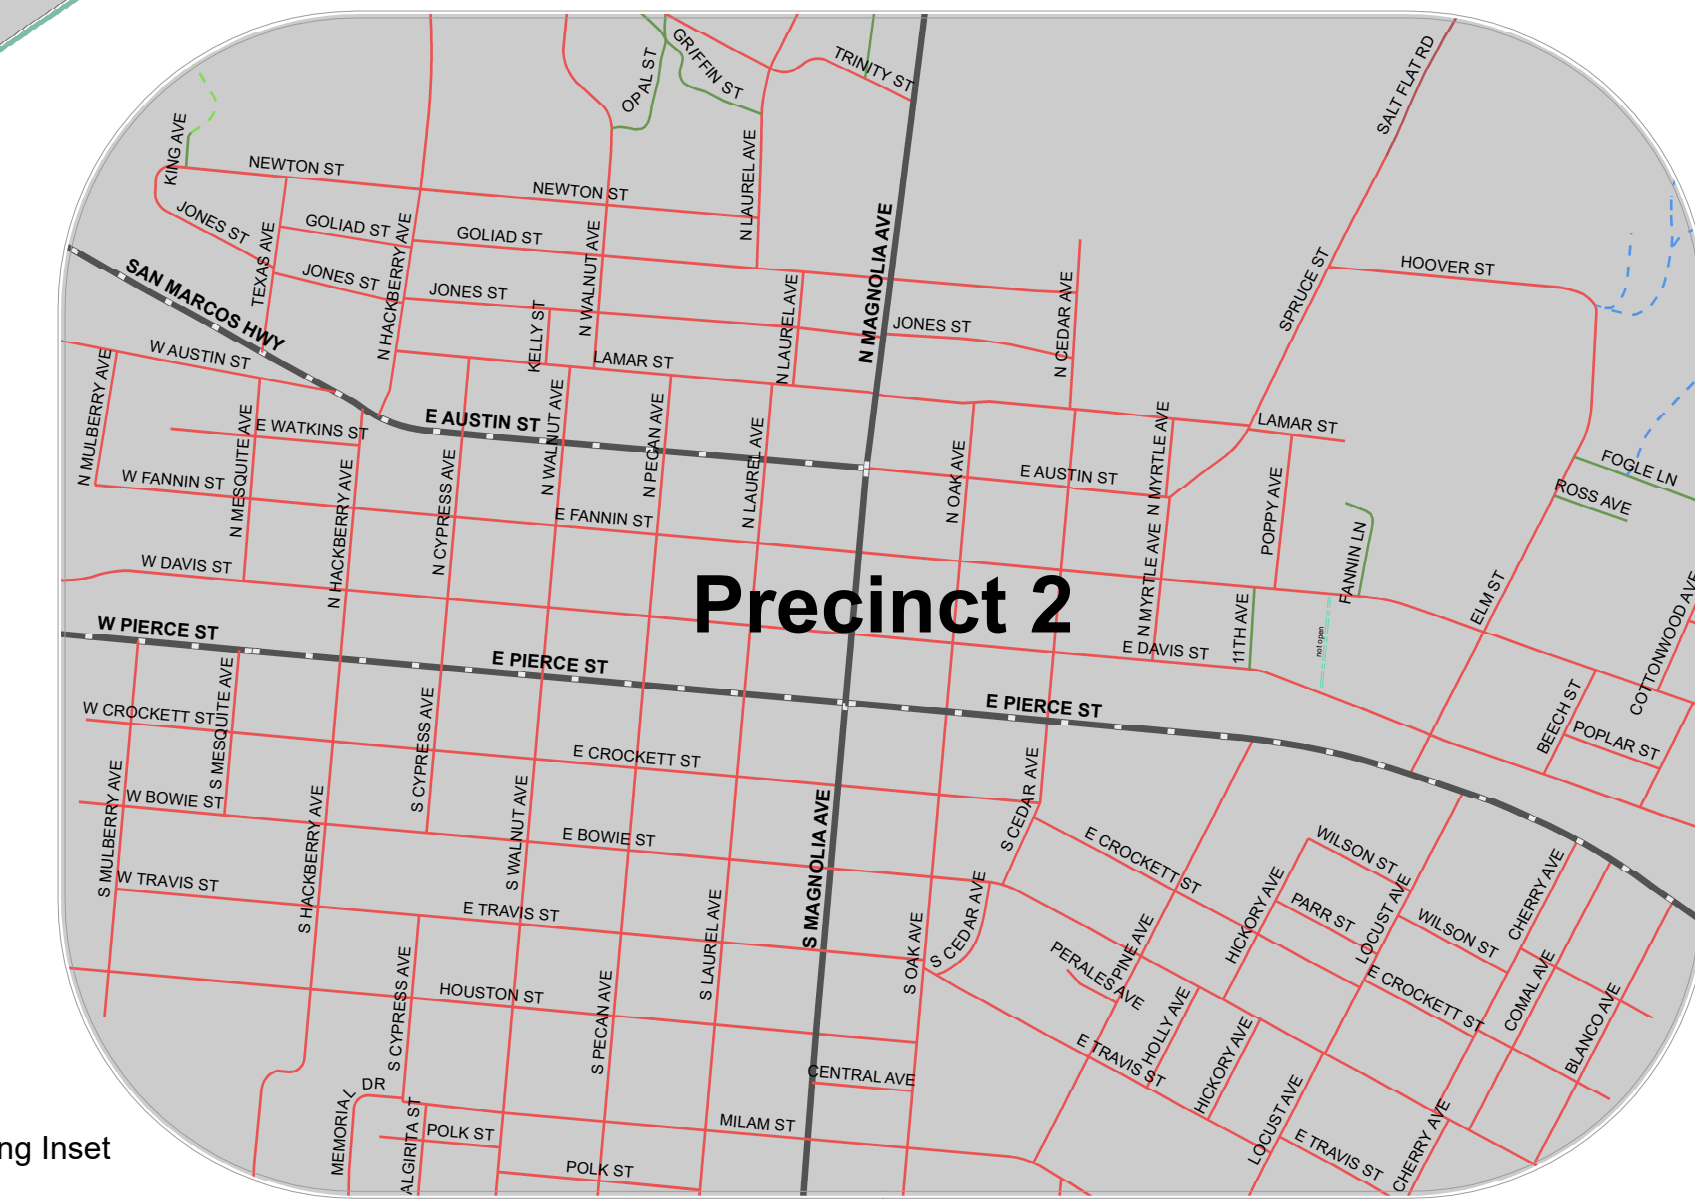 GRIFFIN ST
TRINITY ST
OPAL ST
SALT FLAT RD
KING AVE
NEWTON ST
NEWTON ST
N LAUREL AVE
JONES ST
GOLIAD ST
GOLIAD ST
TEXAS AVE
N HACKBERRY AVE
N WALNUT AVE
N MAGNOLIA AVE
SAN MARCOS HWY
JONES ST
JONES ST
KELLY ST
N LAUREL AVE
JONES ST
N CEDAR AVE
SPRUCE ST
HOOVER ST
W AUSTIN ST
LAMAR ST
N MULBERRY AVE
E AUSTIN ST
LAMAR ST
E WATKINS ST
N MESQUITE AVE
N HACKBERRY AVE
N CYPRESS AVE
N WALNUT AVE
N PECAN AVE
N LAUREL AVE
N OAK AVE
E AUSTIN ST
N MYRTLE AVE
POPPY AVE
FOGLE LN
ROSS AVE
W FANNIN ST
E FANNIN ST
FANNIN LN
W DAVIS ST
Precinct 2
N MYRTLE AVE
E DAVIS ST
11TH AVE
not open
ELM ST
COTTONWOOD AVE
W PIERCE ST
E PIERCE ST
E PIERCE ST
BEECH ST
POPLAR ST
W CROCKETT ST
S MESQUITE AVE
S CYPRESS AVE
E CROCKETT ST
S MULBERRY AVE
W BOWIE ST
S HACKBERRY AVE
S WALNUT AVE
E BOWIE ST
S MAGNOLIA AVE
S CEDAR AVE
E CROCKETT ST
WILSON ST
W TRAVIS ST
E TRAVIS ST
S LAUREL AVE
S OAK AVE
S CEDAR AVE
PERALES AVE
SPINE AVE
HICKORY AVE
PARR ST
LOCUST AVE
WILSON ST
CHERRY AVE
S CYPRESS AVE
HOUSTON ST
S PECAN AVE
E CROCKETT ST
COMAL AVE
BLANCO AVE
CENTRAL AVE
E TRAVIS ST
HOLLY AVE
HICKORY AVE
MEMORIAL DR
ALGIRITA ST
POLK ST
MILAM ST
POLK ST
LOCUST AVE
E TRAVIS ST
CHERRY AVE
ng Inset